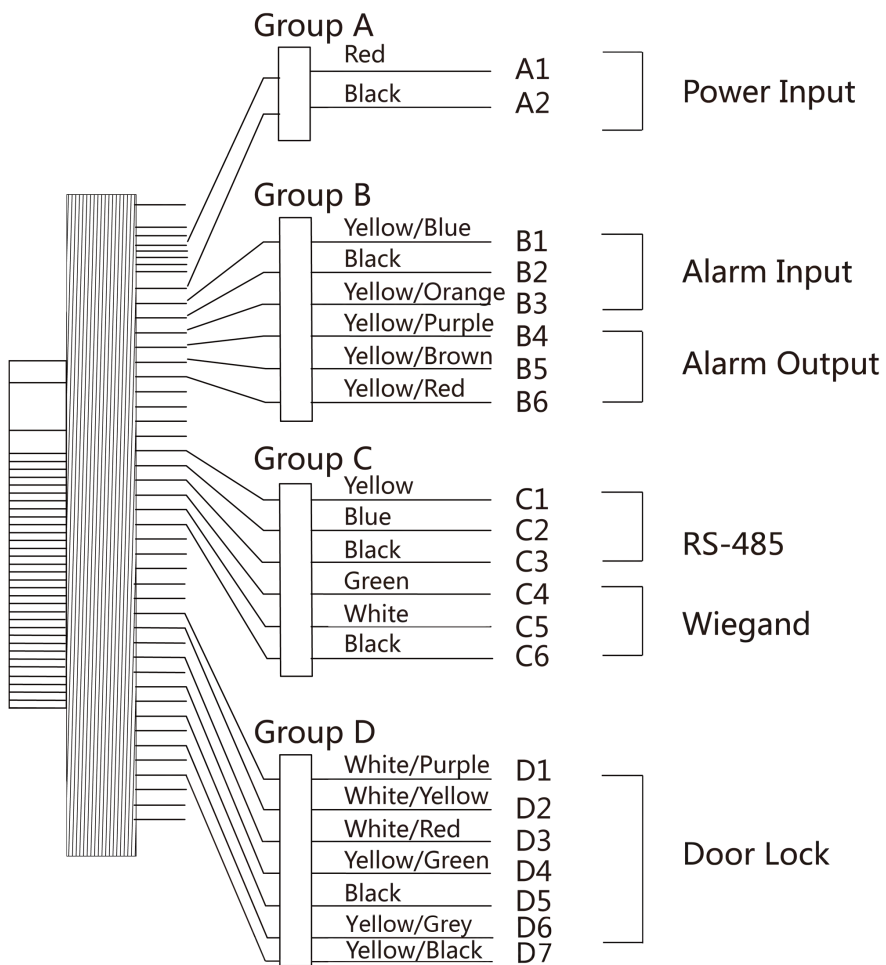 Group A
Red A1
Black A2
Power Input
Group B
Yellow/Blue B1
Black B2
Yellow/Orange B3
Alarm Input
Yellow/Purple B4
Yellow/Brown B5
Yellow/Red B6
Alarm Output
Group C
Yellow C1
Blue C2
Black C3
RS-485
Green C4
White C5
Black C6
Wiegand
Group D
White/Purple D1
White/Yellow D2
White/Red D3
Yellow/Green D4
Black D5
Yellow/Grey D6
Yellow/Black D7
Door Lock